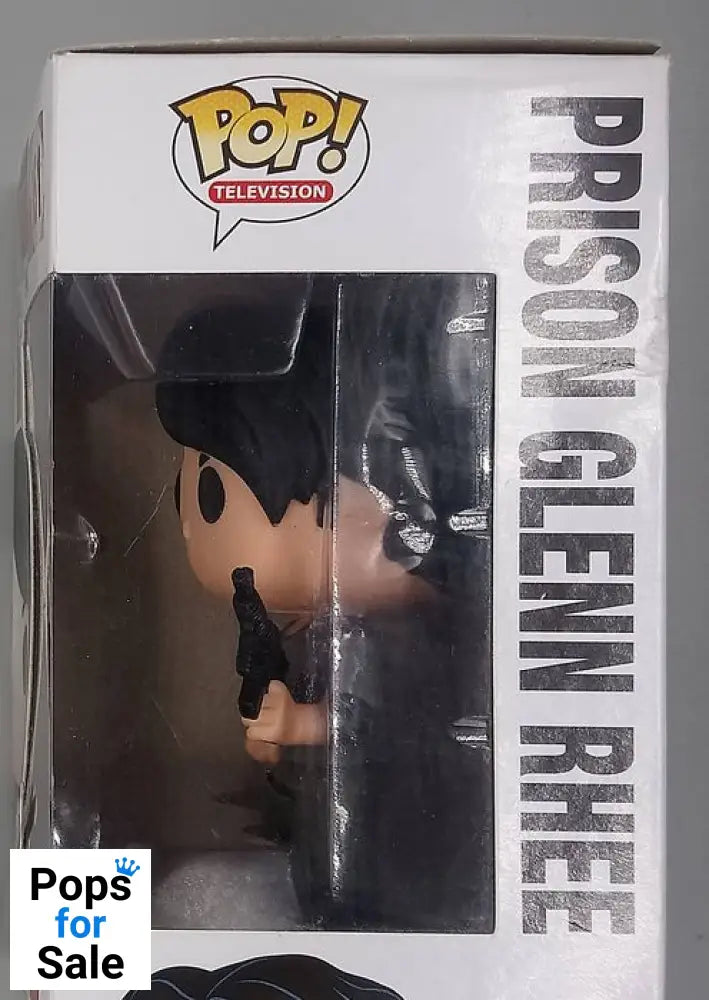 POP!
TELEVISION
PRISON GLENN RHEE
Pops
for
Sale